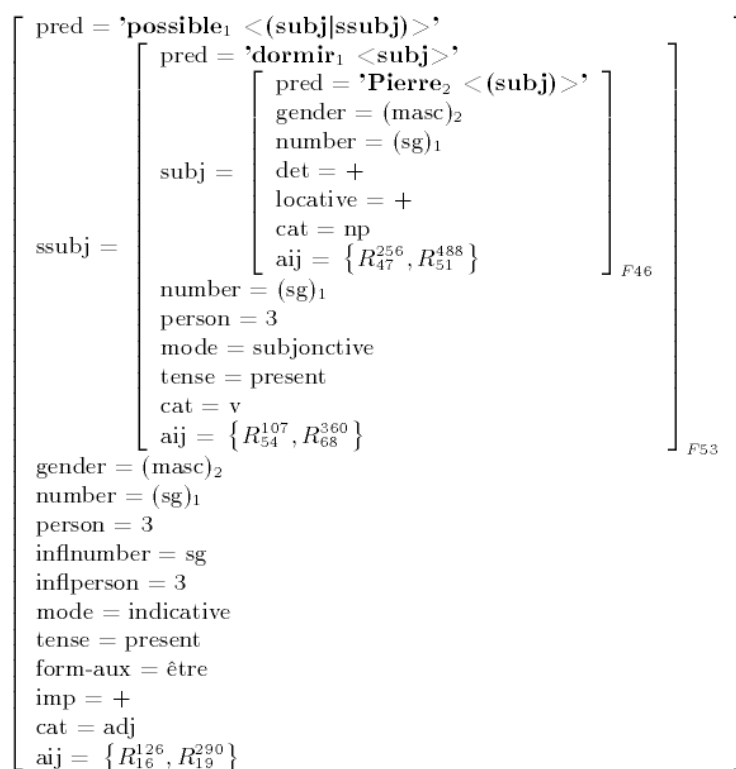 pred = ’possible₁ <(subj|ssubj)>’
pred = ’dormir₁ <subj>’
pred = ’Pierre₂ <(subj)>’
gender = (masc)₂
number = (sg)₁
subj =
det = +
locative = +
ssubj =
cat = np
aij = {R₄₇²⁵⁶, R₅₁⁴⁸⁸}
F46
number = (sg)₁
person = 3
mode = subjonctive
tense = present
cat = v
aij = {R₅₄¹⁰⁷, R₆₈³⁶⁰}
F53
gender = (masc)₂
number = (sg)₁
person = 3
inflnumber = sg
inflperson = 3
mode = indicative
tense = present
form-aux = être
imp = +
cat = adj
aij = {R₁₆¹²⁶, R₁₉²⁹⁰}